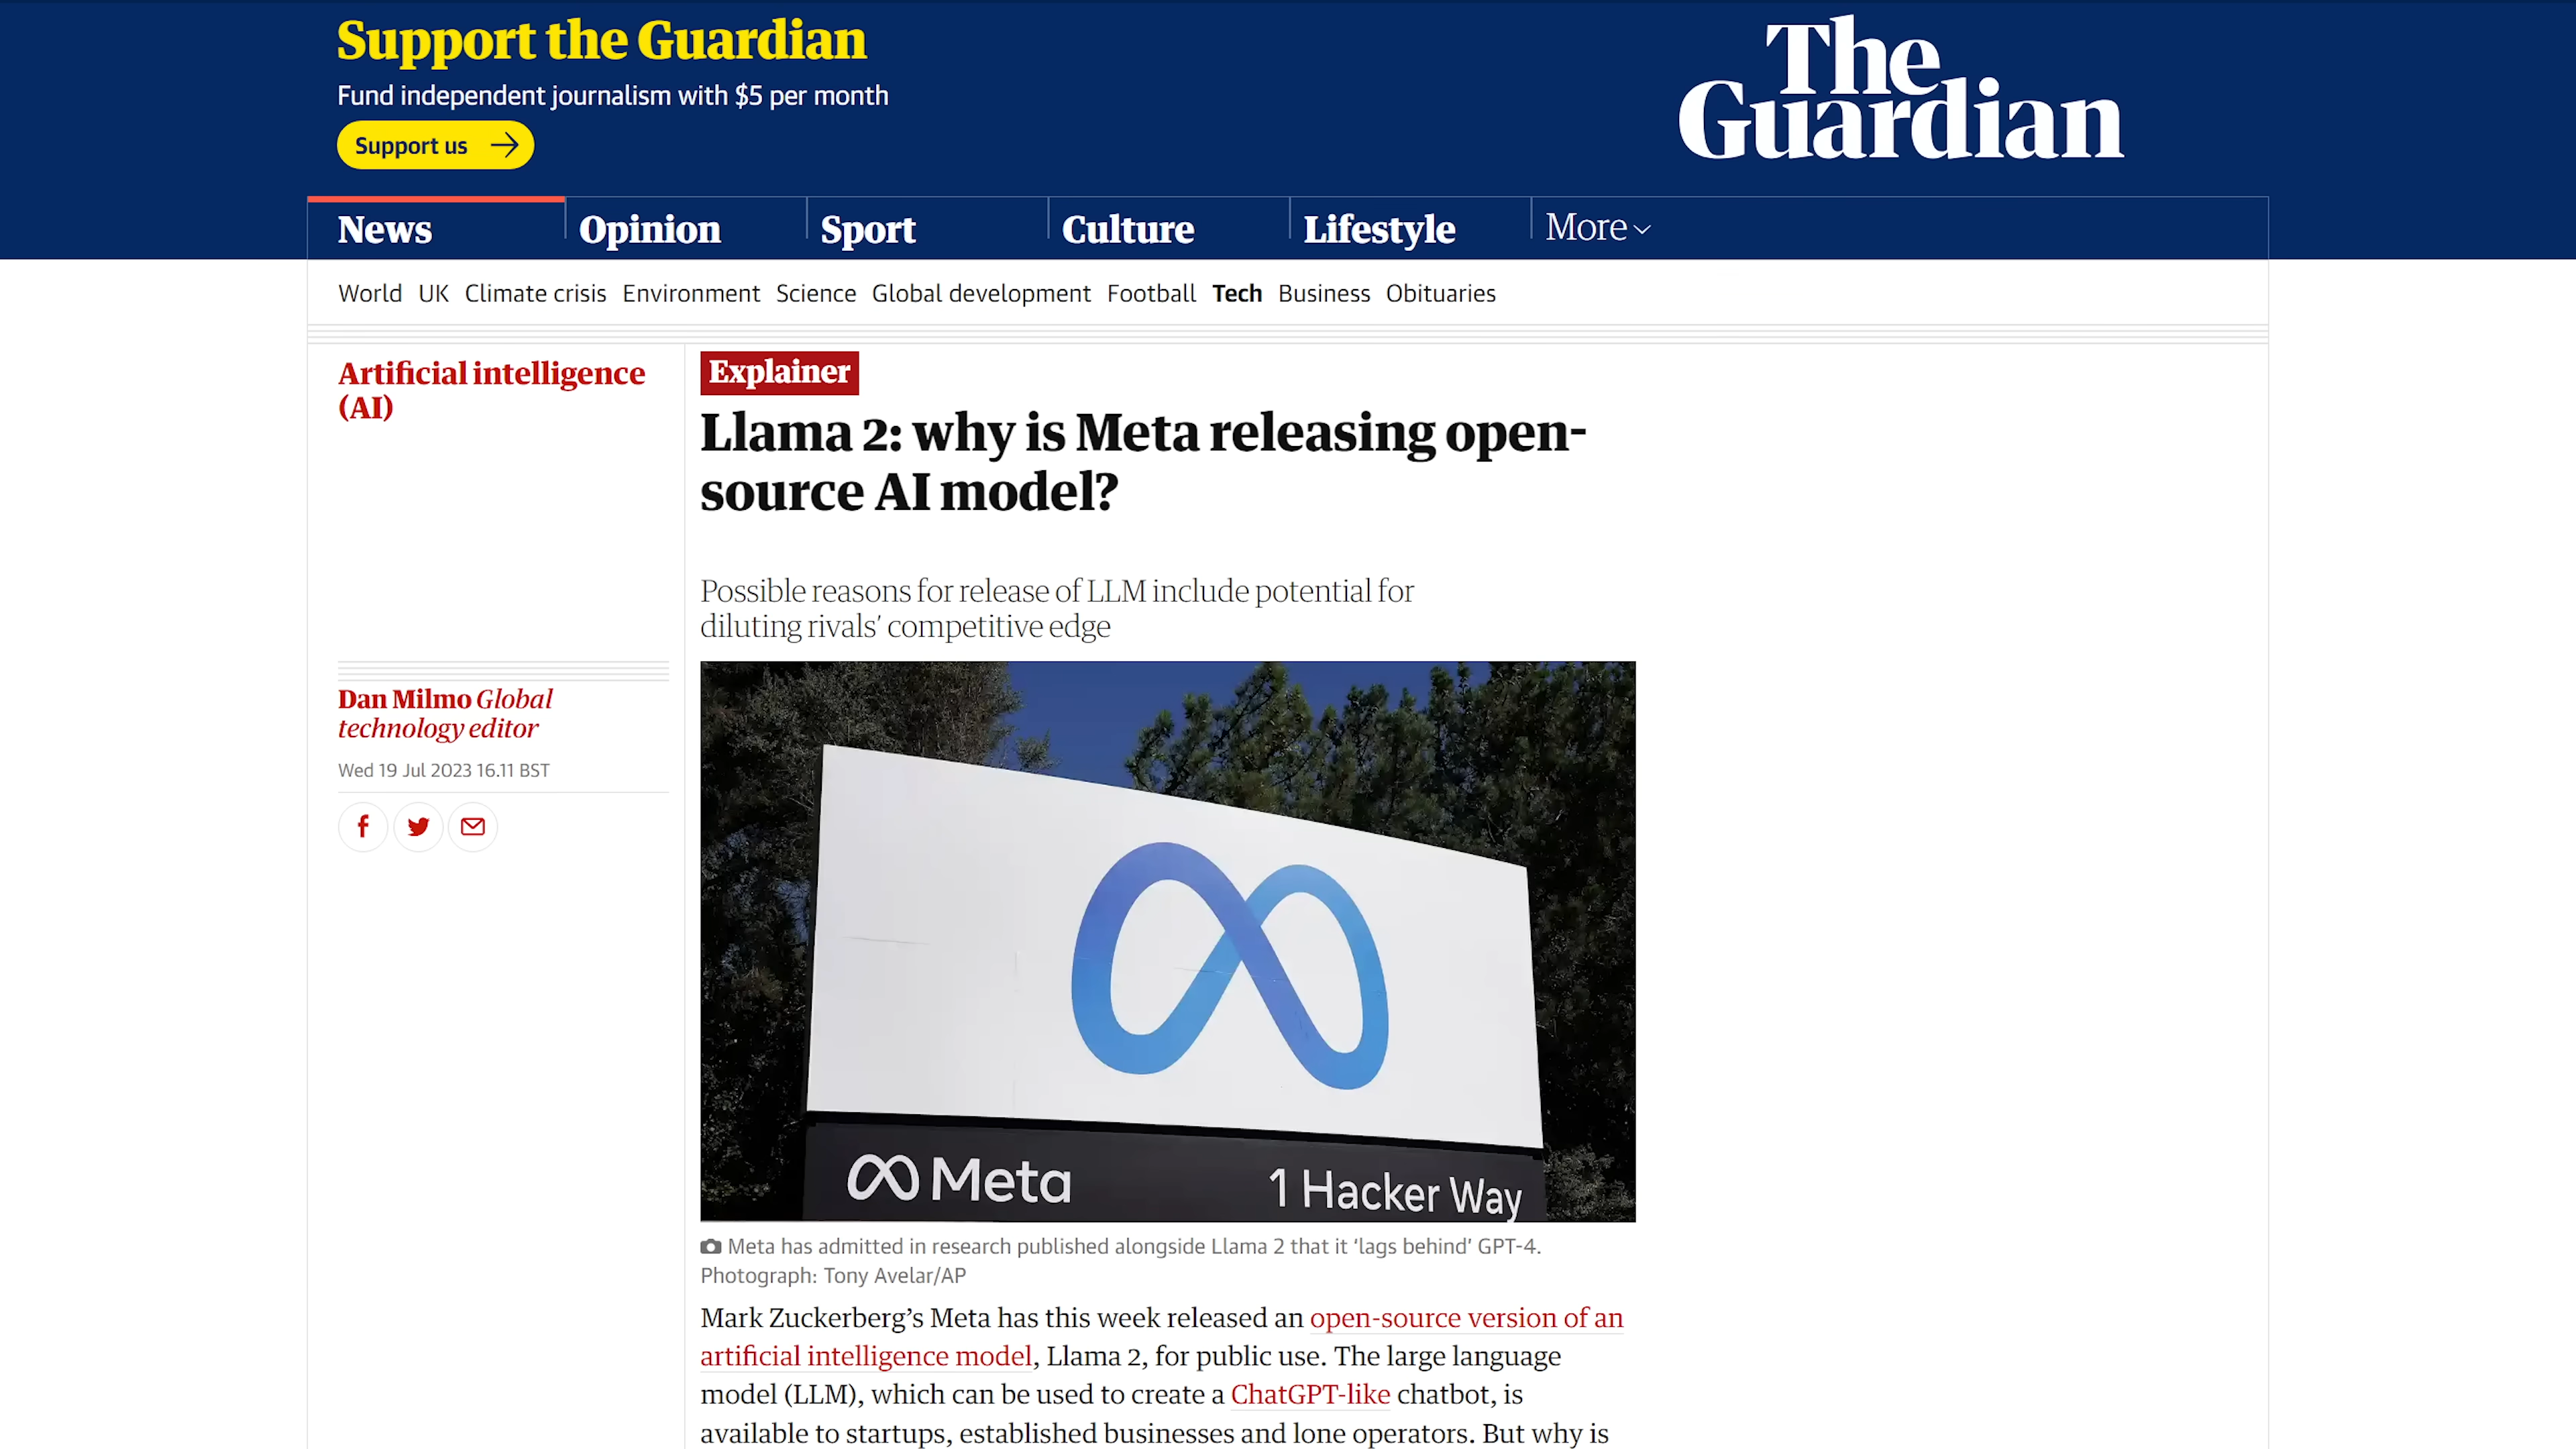 Support the Guardian
Fund independent journalism with $5 per month
Support us
The
Guardian
News
Opinion
Sport
Culture
Lifestyle
More
World UK Climate crisis Environment Science Global development Football Tech Business Obituaries
Artificial intelligence
(AI)
Explainer
Llama 2: why is Meta releasing open-
source AI model?
Possible reasons for release of LLM include potential for
diluting rivals’ competitive edge
Dan Milmo Global
technology editor
Wed 19 Jul 2023 16.11 BST
Meta
1 Hacker Way
Meta has admitted in research published alongside Llama 2 that it ‘lags behind’ GPT-4.
Photograph: Tony Avelar/AP
Mark Zuckerberg’s Meta has this week released an open-source version of an
artificial intelligence model, Llama 2, for public use. The large language
model (LLM), which can be used to create a ChatGPT-like chatbot, is
available to startups, established businesses and lone operators. But why is